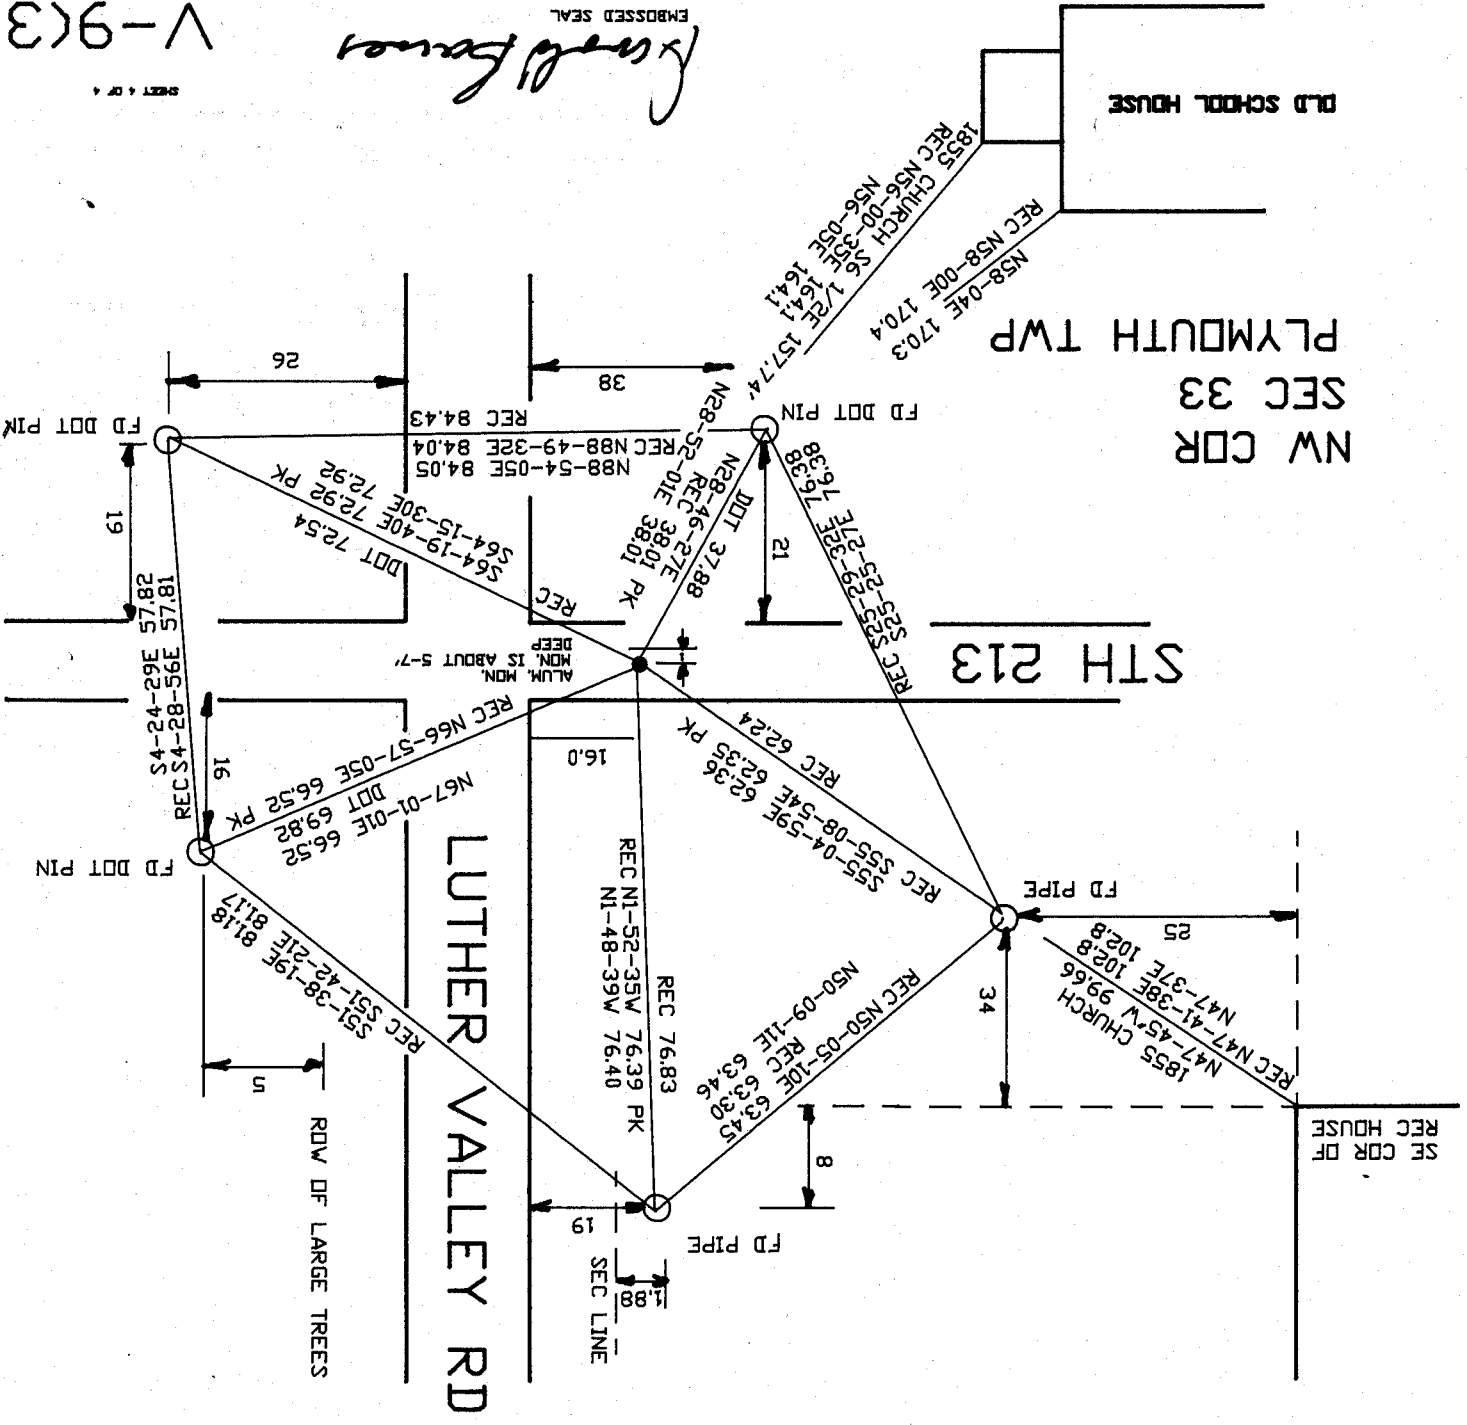 SE COR OF
REC HOUSE
FD PIPE
1.88
SEC LINE
19
8
ROW OF LARGE TREES
5
LUTHER VALLEY RD
1855 CHURCH
N47-45'W 99.66
REC N47-41-38E 102.8
N47-37E 102.8
34
25
FD PIPE
REC N50-05-10E 63.45
REC 63.30
N50-09-11E 63.46
REC 76.83
REC N1-52-35W 76.39 PK
N1-48-39W 76.40
S51-38-19E 81.18
REC S51-42-21E 81.17
FD DOT PIN
16
N67-01-01E 66.52
DOT 69.82
REC N66-57-05E 66.52 PK
16.0
S55-04-59E 62.36
REC S55-08-54E 62.35 PK
REC 62.24
STH 213
ALUM. MON.
MON. IS ABOUT 5-7'
DEEP
1
S4-24-29E 57.82
REC S4-28-56E 57.81
19
21
DOT 72.54
REC S64-19-40E 72.92 PK
S64-15-30E 72.92
DOT 37.88
N28-46-27E 38.01 PK
REC N28-52-01E 38.01
REC S25-29-32E 76.38
S25-25-27E 76.38
N88-54-05E 84.05
REC N88-49-32E 84.04
REC 84.43
FD DOT PIN
FD DOT PIN
26
38
NW COR
SEC 33
PLYMOUTH TWP
N58-04E 170.3
REC N58-00E 170.4
1855 CHURCH S6 1/2E 157.74'
REC N56-00-35E 164.1
N56-05E 164.1
OLD SCHOOL HOUSE
SHEET 4 OF 4
EMBOSSED SEAL